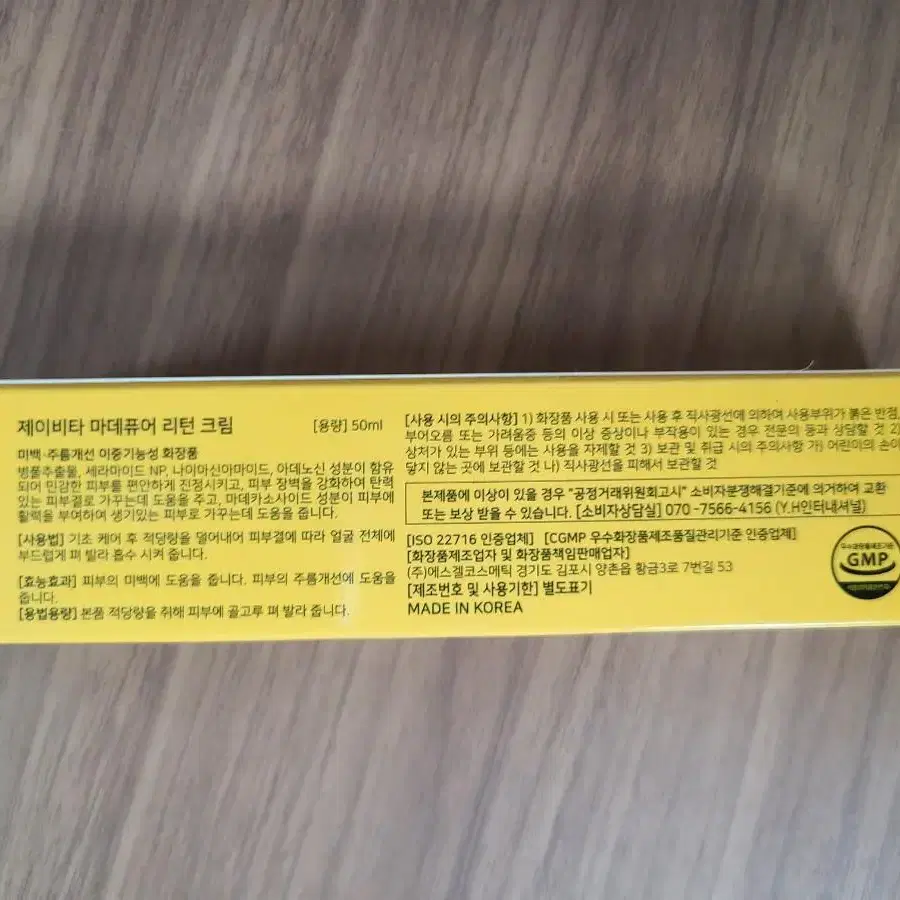 제이비타 마데퓨어 리턴 크림 [용량] 50ml
미백·주름개선 이중기능성 화장품
병풀추출물, 세라마이드 NP, 나이아신아마이드, 아데노신 성분이 함유
되어 민감한 피부를 편안하게 진정시키고, 피부 장벽을 강화하여 탄력
있는 피부결로 가꾸는데 도움을 주고, 마데카소사이드 성분이 피부에
활력을 부여하여 생기있는 피부로 가꾸는데 도움을 줍니다.
[사용법] 기초 케어 후 적당량을 덜어내어 피부결에 따라 얼굴 전체에
부드럽게 펴 발라 흡수 시켜 줍니다.
[효능효과] 피부의 미백에 도움을 줍니다. 피부의 주름개선에 도움을
줍니다.
[용법용량] 본품 적당량을 취해 피부에 골고루 펴 발라 줍니다.
[사용 시의 주의사항] 1) 화장품 사용 시 또는 사용 후 직사광선에 의하여 사용부위가 붉은 반점,
부어오름 또는 가려움증 등의 이상 증상이나 부작용이 있는 경우 전문의 등과 상담할 것 2)
상처가 있는 부위 등에는 사용을 자제할 것 3) 보관 및 취급 시의 주의사항 가) 어린이의 손이
닿지 않는 곳에 보관할 것 나) 직사광선을 피해서 보관할 것
본제품에 이상이 있을 경우 "공정거래위원회고시" 소비자분쟁해결기준에 의거하여 교환
또는 보상 받을 수 있습니다. [소비자상담실] 070 -7566-4156 (Y.H인터내셔널)
[ISO 22716 인증업체] [CGMP 우수화장품제조품질관리기준 인증업체]
[화장품제조업자 및 화장품책임판매업자]
(주)에스겔코스메틱 경기도 김포시 양촌읍 황금3로 7번길 53
[제조번호 및 사용기한] 별도표기
MADE IN KOREA
GMP